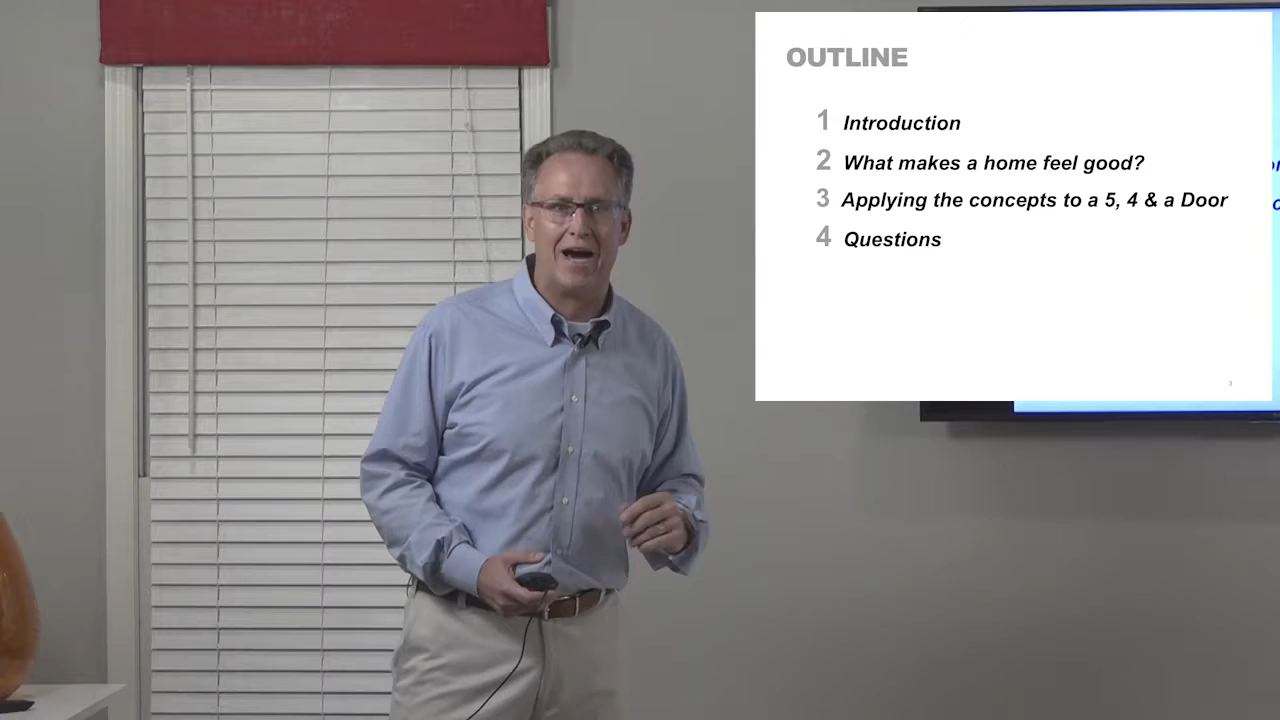 OUTLINE
1 Introduction
2 What makes a home feel good?
3 Applying the concepts to a 5, 4 & a Door
4 Questions
3